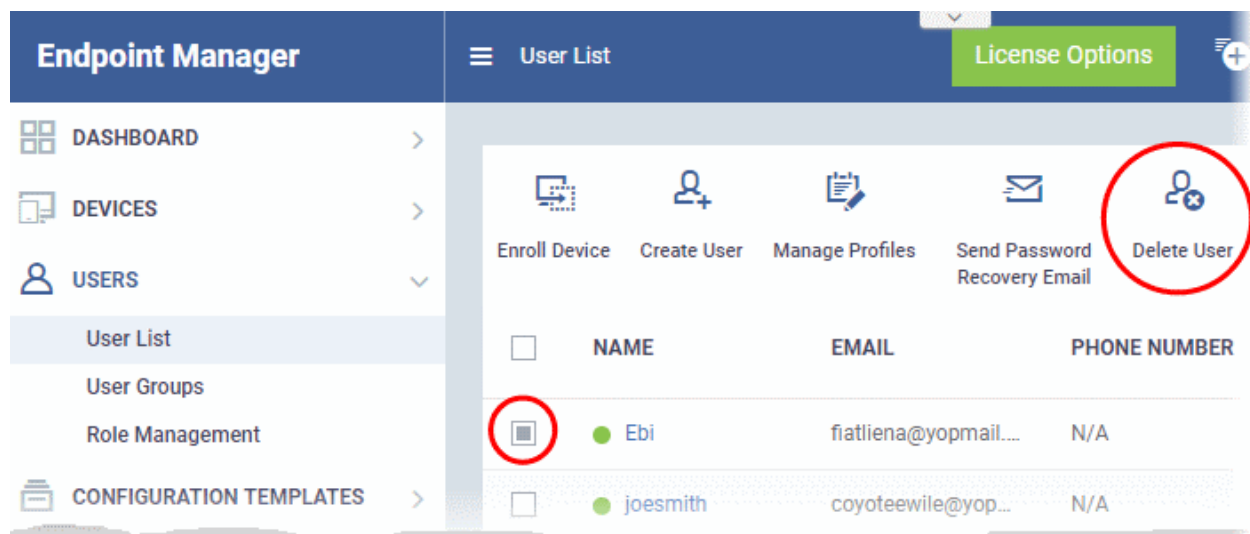 Endpoint Manager
User List
License Options
DASHBOARD
DEVICES
USERS
User List
User Groups
Role Management
CONFIGURATION TEMPLATES
Enroll Device
Create User
Manage Profiles
Send Password
Recovery Email
Delete User
NAME EMAIL PHONE NUMBER
Ebi fiatliena@yopmail.... N/A
joesmith coyoteewile@yop... N/A